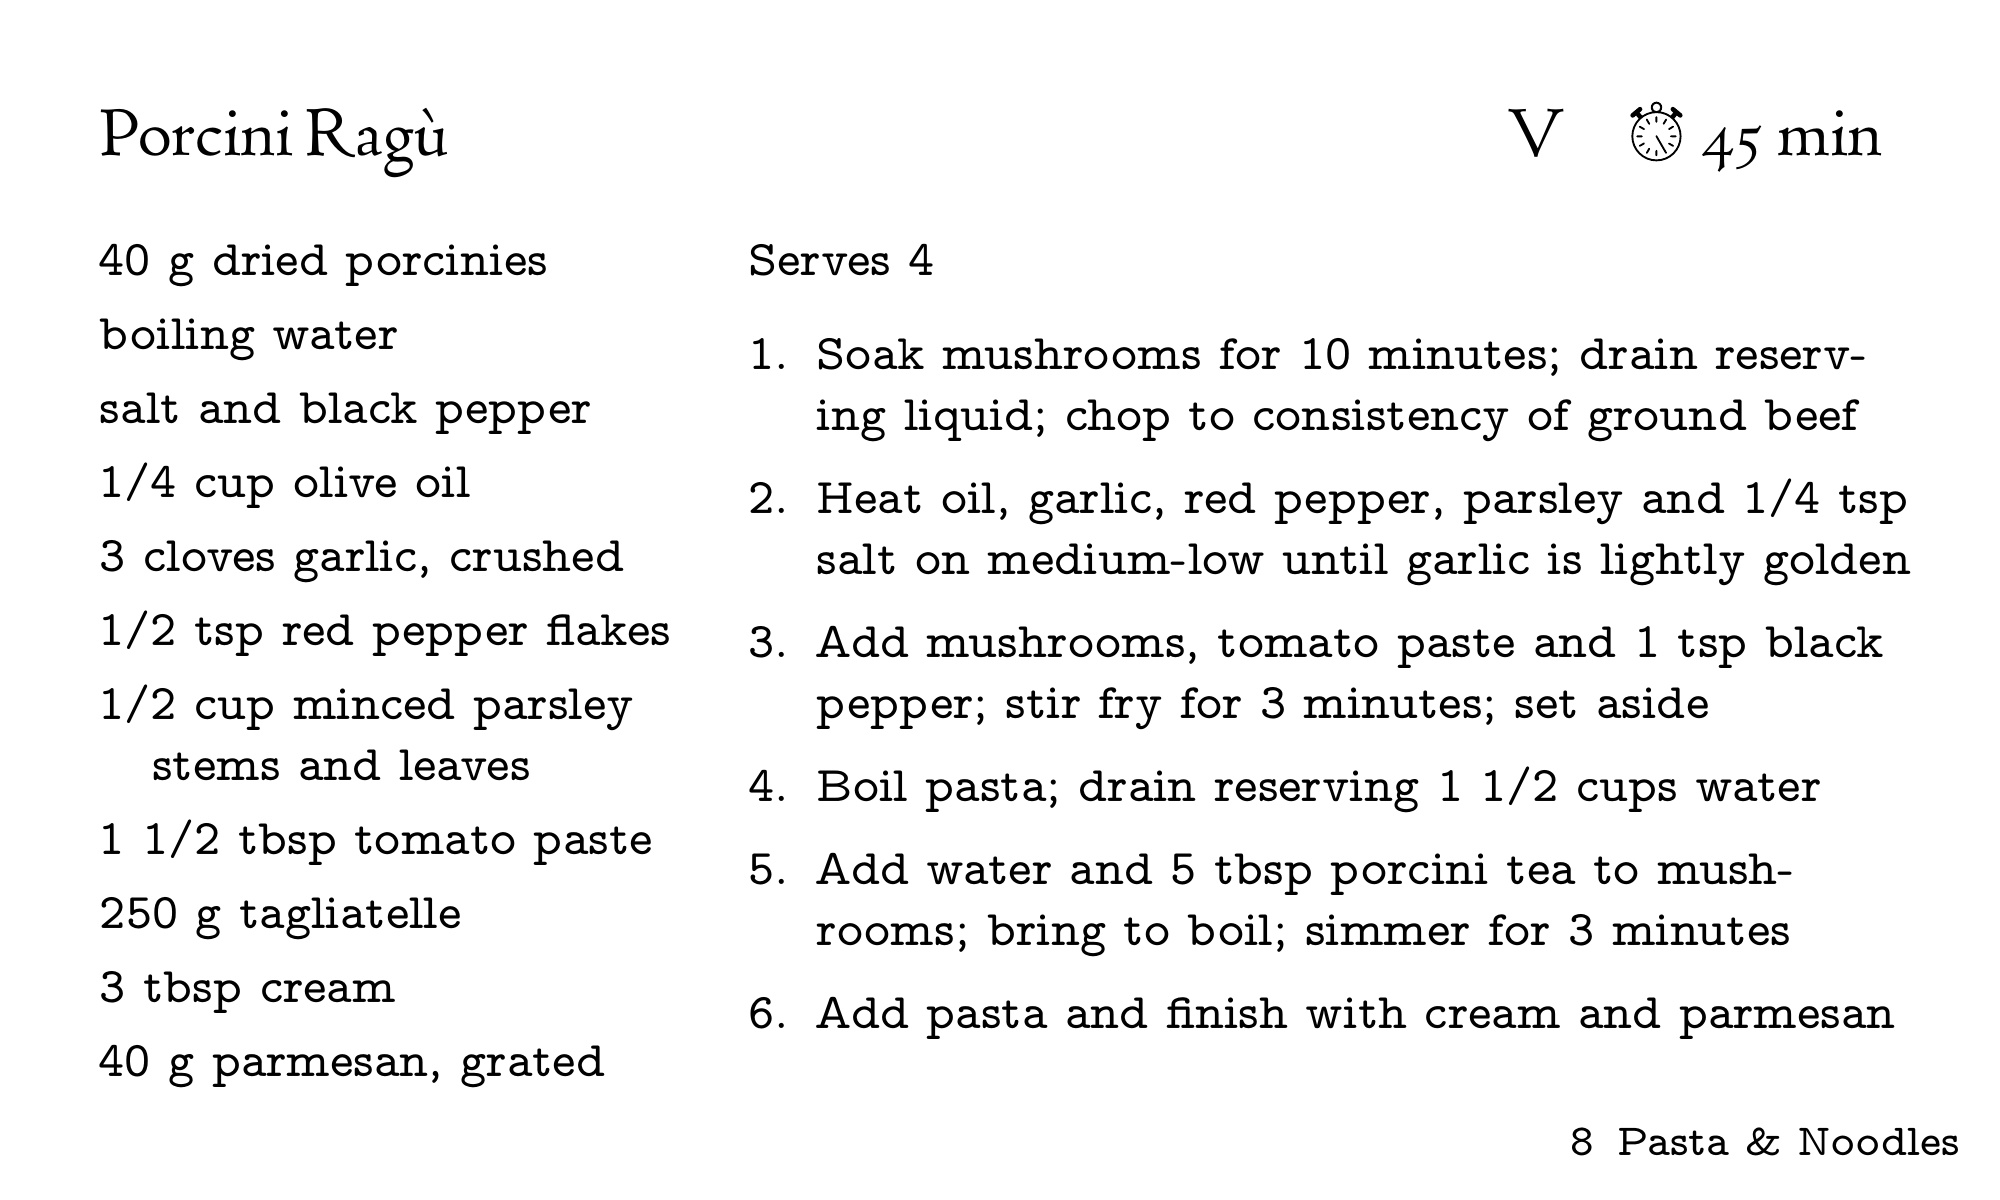 Porcini Ragù
V 45 min
40 g dried porcinies
boiling water
salt and black pepper
1/4 cup olive oil
3 cloves garlic, crushed
1/2 tsp red pepper flakes
1/2 cup minced parsley
stems and leaves
1 1/2 tbsp tomato paste
250 g tagliatelle
3 tbsp cream
40 g parmesan, grated
Serves 4
1. Soak mushrooms for 10 minutes; drain reserv-
ing liquid; chop to consistency of ground beef
2. Heat oil, garlic, red pepper, parsley and 1/4 tsp
salt on medium-low until garlic is lightly golden
3. Add mushrooms, tomato paste and 1 tsp black
pepper; stir fry for 3 minutes; set aside
4. Boil pasta; drain reserving 1 1/2 cups water
5. Add water and 5 tbsp porcini tea to mush-
rooms; bring to boil; simmer for 3 minutes
6. Add pasta and finish with cream and parmesan
8 Pasta & Noodles